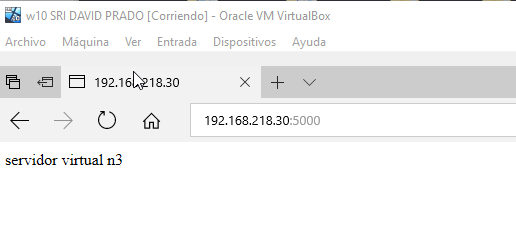 w10 SRI DAVID PRADO [Corriendo] - Oracle VM VirtualBox
Archivo Máquina Ver Entrada Dispositivos Ayuda
192.168.218.30
192.168.218.30:5000
servidor virtual n3